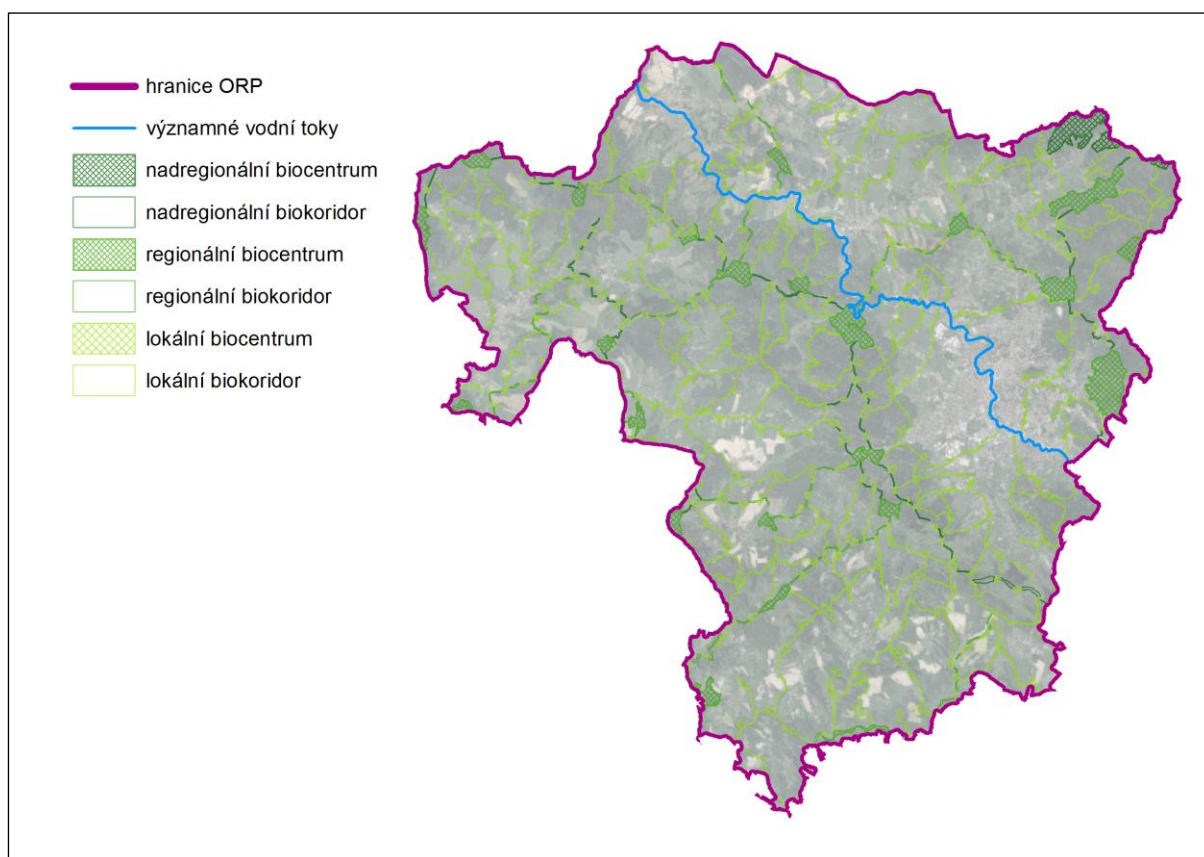 hranice ORP
významné vodní toky
nadregionální biocentrum
nadregionální biokoridor
regionální biocentrum
regionální biokoridor
lokální biocentrum
lokální biokoridor